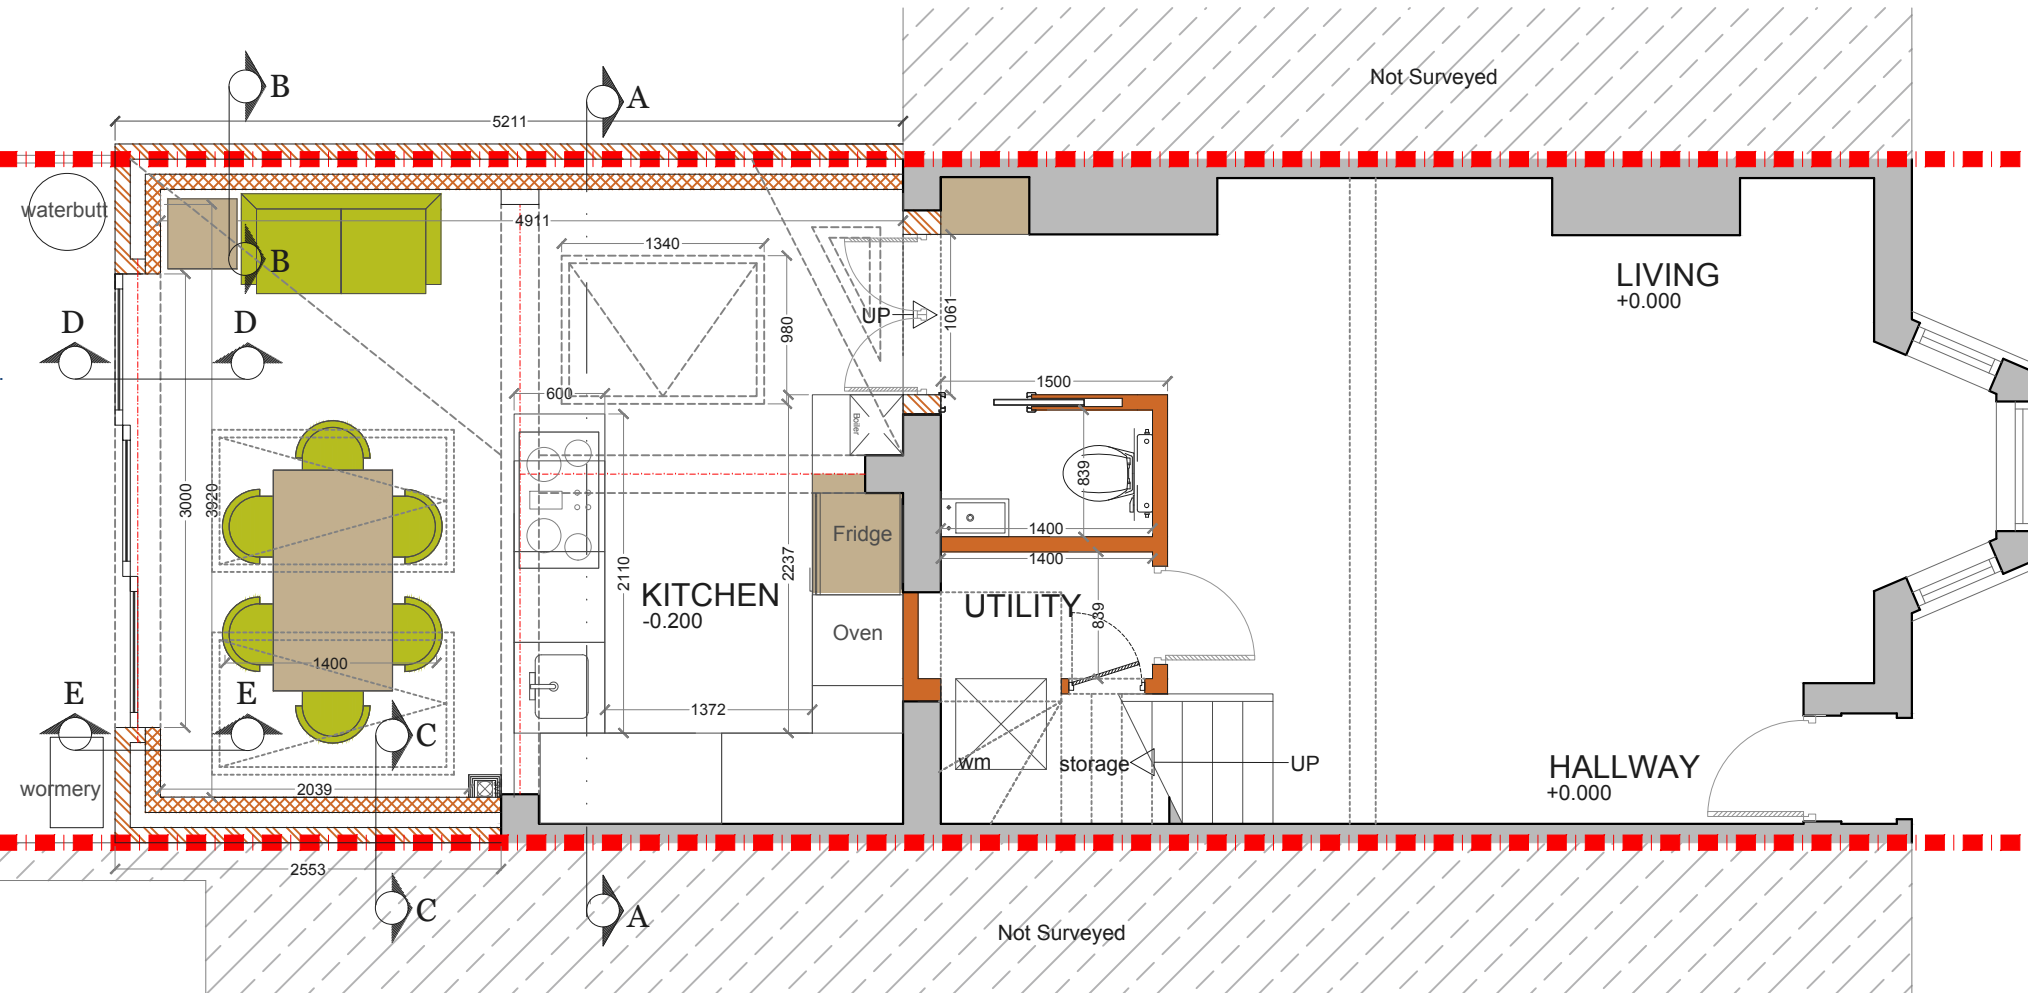 Not Surveyed
B
A
5211
waterbutt
4911
B
1340
LIVING
+0.000
UP
1061
980
D
D
600
1500
Boiler
3000
3920
839
1400
Fridge
1400
2110
2237
KITCHEN
-0.200
UTILITY
839
Oven
1400
E
E
1372
C
wm
storage
UP
HALLWAY
+0.000
wormery
2039
2553
C
A
Not Surveyed